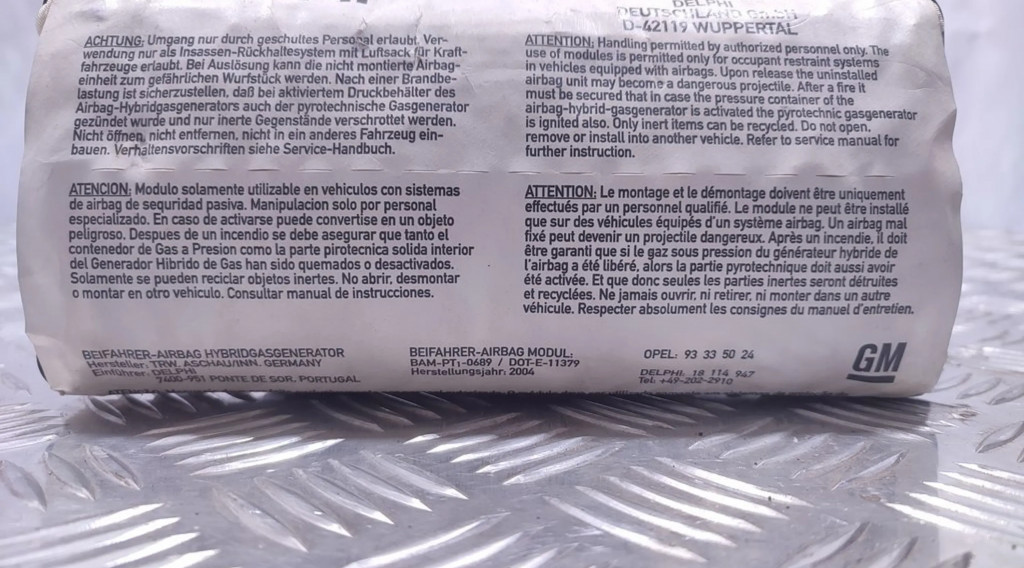 DELPHI
DEUTSCHLAND GmbH
D-42119 WUPPERTAL
ACHTUNG: Umgang nur durch geschultes Personal erlaubt. Ver-
wendung nur als Insassen-Rückhaltesystem mit Luftsack für Kraft-
fahrzeuge erlaubt. Bei Auslösung kann die nicht montierte Airbag-
einheit zum gefährlichen Wurfstück werden. Nach einer Brandbe-
lastung ist sicherzustellen, daß bei aktiviertem Druckbehälter des
Airbag-Hybridgasgenerators auch der pyrotechnische Gasgenerator
gezündet wurde und nur inerte Gegenstände verschrottet werden.
Nicht öffnen, nicht entfernen, nicht in ein anderes Fahrzeug ein-
bauen. Verhaltensvorschriften siehe Service-Handbuch.
ATTENTION: Handling permitted by authorized personnel only. The
use of modules is permitted only for occupant restraint systems
in vehicles equipped with airbags. Upon release the uninstalled
airbag unit may become a dangerous projectile. After a fire it
must be secured that in case the pressure container of the
airbag-hybrid-gasgenerator is activated the pyrotechnic gasgenerator
is ignited also. Only inert items can be recycled. Do not open,
remove or install into another vehicle. Refer to service manual for
further instruction.
ATENCION: Modulo solamente utilizable en vehiculos con sistemas
de airbag de sequridad pasiva. Manipulacion solo por personal
especializado. En caso de activarse puede convertise en un objeto
peligroso. Despues de un incendio se debe asegurar que tanto el
contenedor de Gas a Presion como la parte pirotecnica solida interior
del Generador Hibrido de Gas han sido quemados o desactivados.
Solamente se pueden reciclar objetos inertes. No abrir, desmontar
o montar en otro vehiculo. Consultar manual de instrucciones.
ATTENTION: Le montage et le démontage doivent être uniquement
effectués par un personnel qualifié. Le module ne peut être installé
que sur des véhicules équipés d'un système airbag. Un airbag mal
fixé peut devenir un projectile dangereux. Après un incendie, il doit
être garanti que si le gaz sous pression du générateur hybride de
l'airbag a été libéré, alors la partie pyrotechnique doit aussi avoir
été activée. Et que donc seules les parties inertes seront détruites
et recyclées. Ne jamais ouvrir, ni retirer, ni monter dans un autre
véhicule. Respecter absolument les consignes du manuel d'entretien.
BEIFAHRER-AIRBAG HYBRIDGASGENERATOR
Hersteller: TRW, ASCHAU/INN. GERMANY
Einführer: DELPHI
7400-951 PONTE DE SOR, PORTUGAL
BEIFAHRER-AIRBAG MODUL:
BAM-PT1-0689 / DOT-E-11379
Herstellungsjahr: 2004
OPEL: 93 33 50 24
DELPHI: 18 114 947
Tel: +49-202-2910
GM